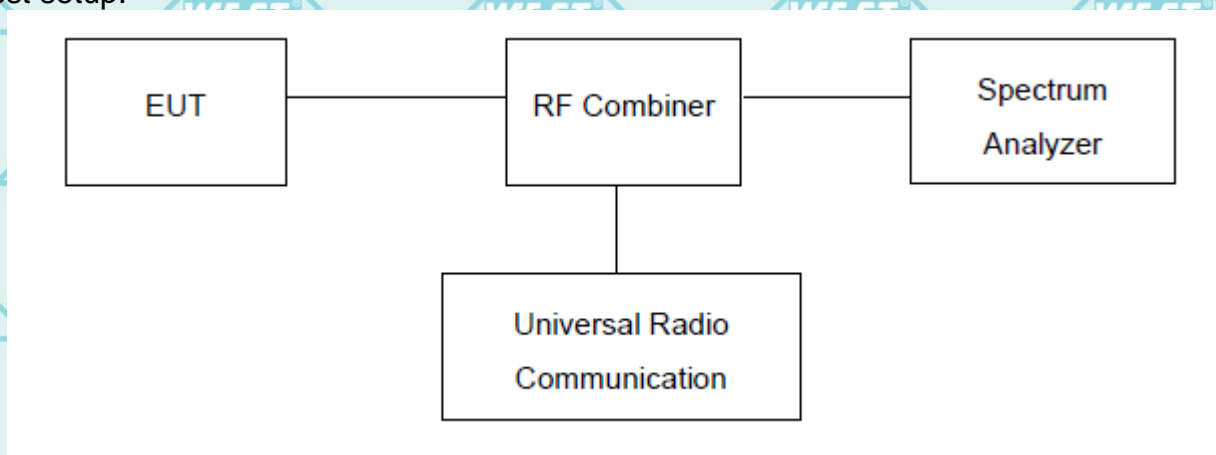 EUT
RF Combiner
Spectrum
Analyzer
Universal Radio
Communication